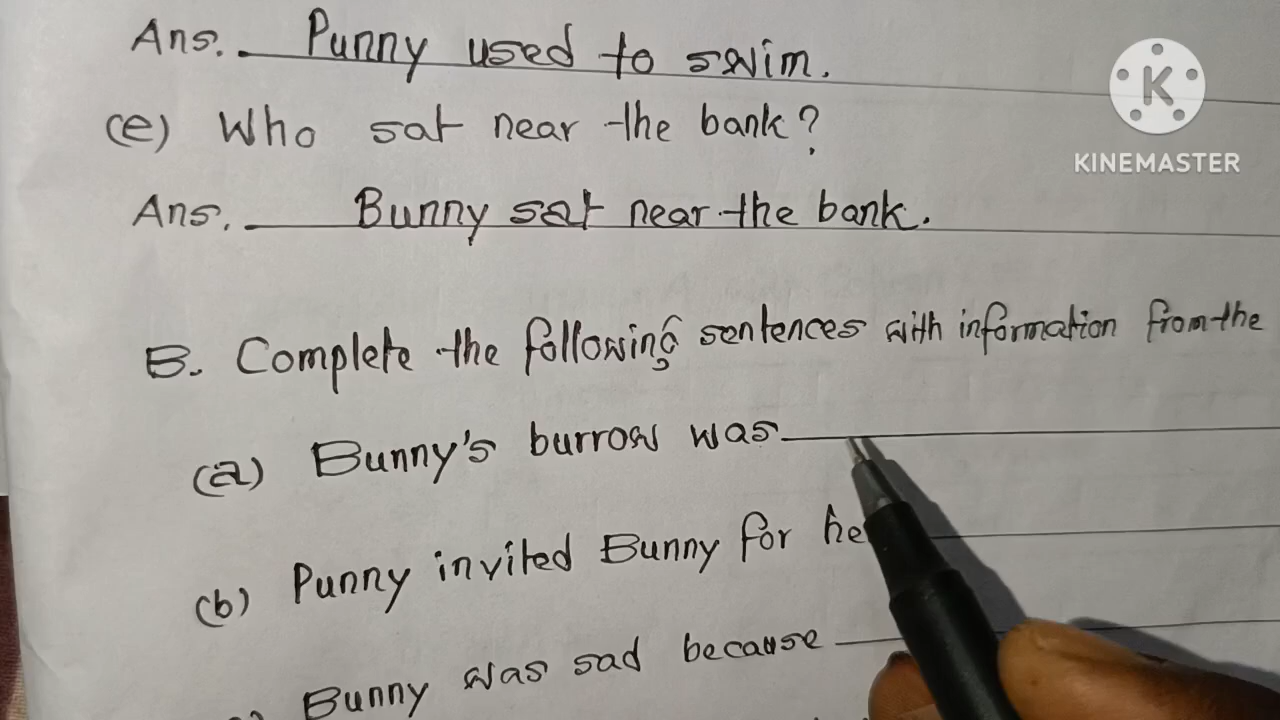 Ans. Punny used to swim.
(e) Who sat near the bank?
Ans. Bunny sat near the bank.
B. Complete the following sentences with information from the
(a) Bunny's burrow was
(b) Punny invited Bunny for he
Bunny was sad because
K
KINEMASTER